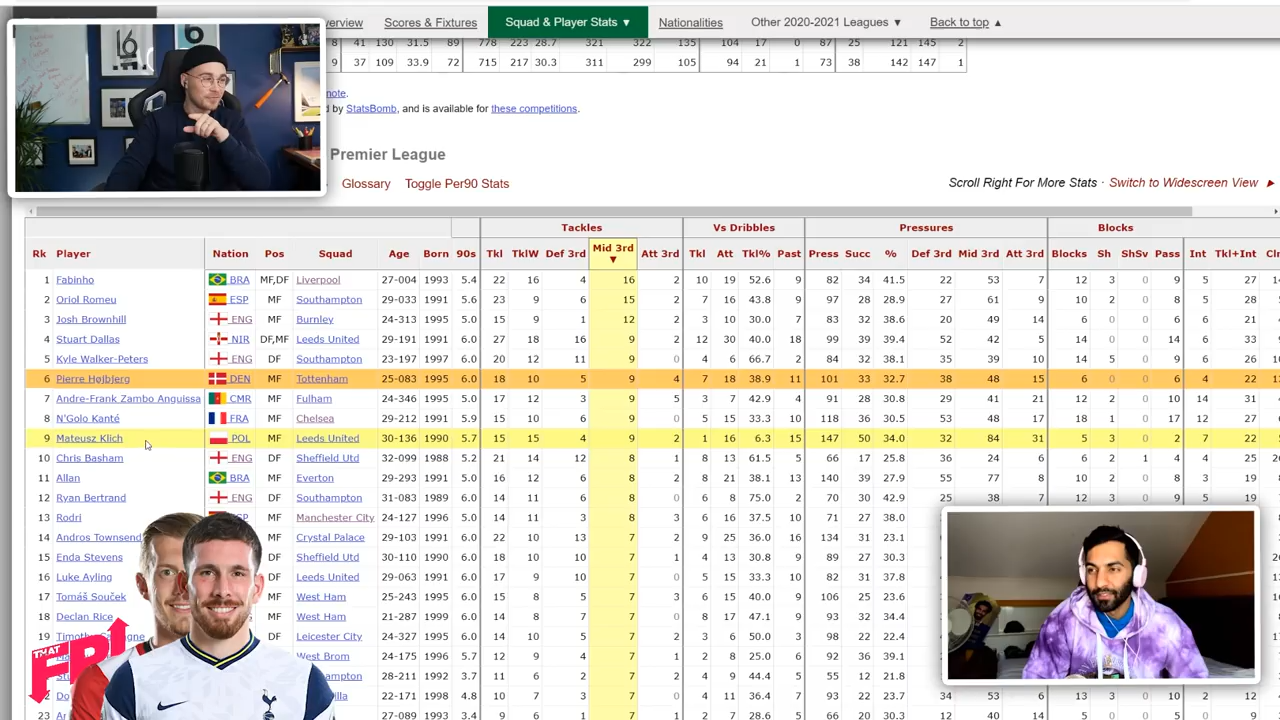 verview Scores & Fixtures Squad & Player Stats ▼ Nationalities Other 2020-2021 Leagues ▼ Back to top ▲
8 41 130 31.5 89 778 223 28.7 321 322 135 104 17 0 87 25 121 145 2
9 37 109 33.9 72 715 217 30.3 311 299 105 94 21 1 73 38 142 147 1
note.
d by StatsBomb, and is available for these competitions.
Premier League
Glossary Toggle Per90 Stats Scroll Right For More Stats · Switch to Widescreen View ►
Tackles Vs Dribbles Pressures Blocks
Rk Player Nation Pos Squad Age Born 90s Tkl TklW Def 3rd Mid 3rd ▼ Att 3rd Tkl Att Tkl% Past Press Succ % Def 3rd Mid 3rd Att 3rd Blocks Sh ShSv Pass Int Tkl+Int Clr
1 Fabinho BRA MF,DF Liverpool 27-004 1993 5.4 22 16 4 16 2 10 19 52.6 9 82 34 41.5 22 53 7 12 3 0 9 5 27
2 Oriol Romeu ESP MF Southampton 29-033 1991 5.6 23 9 6 15 2 7 16 43.8 9 97 28 28.9 27 61 9 10 2 0 8 5 28
3 Josh Brownhill ENG MF Burnley 24-313 1995 5.0 15 9 1 12 2 3 10 30.0 7 83 32 38.6 20 49 14 6 0 0 6 6 21
4 Stuart Dallas NIR DF,MF Leeds United 29-191 1991 6.0 27 18 16 9 2 12 30 40.0 18 99 39 39.4 52 42 5 14 0 0 14 6 33
5 Kyle Walker-Peters ENG DF Southampton 23-197 1997 6.0 20 12 11 9 0 4 6 66.7 2 84 32 38.1 35 39 10 14 5 0 9 6 26
6 Pierre Højbjerg DEN MF Tottenham 25-083 1995 6.0 18 10 5 9 4 7 18 38.9 11 101 33 32.7 38 48 15 6 0 0 6 4 22
7 Andre-Frank Zambo Anguissa CMR MF Fulham 24-346 1995 5.0 17 12 3 9 5 3 7 42.9 4 91 28 30.8 29 41 21 12 2 0 10 14 31
8 N'Golo Kanté FRA MF Chelsea 29-212 1991 5.9 15 10 6 9 0 5 15 33.3 10 118 36 30.5 53 48 17 18 1 0 17 12 27
9 Mateusz Klich POL MF Leeds United 30-136 1990 5.7 15 15 4 9 2 1 16 6.3 15 147 50 34.0 32 84 31 5 3 0 2 7 22
10 Chris Basham ENG DF Sheffield Utd 32-099 1988 5.2 21 14 12 8 1 8 13 61.5 5 66 17 25.8 36 24 6 6 2 1 4 4 25
11 Allan BRA MF Everton 29-293 1991 5.0 16 12 6 8 2 8 21 38.1 13 140 39 27.9 55 77 8 10 2 0 8 3 19
12 Ryan Bertrand ENG DF Southampton 31-083 1989 6.0 14 11 6 8 0 6 8 75.0 2 70 30 42.9 25 38 7 12 3 0 9 5 19
13 Rodri ESP MF Manchester City 24-127 1996 5.0 14 11 3 8 3 6 16 37.5 10 71 27 38.0
14 Andros Townsend MF Crystal Palace 29-103 1991 6.0 22 10 13 7 2 9 25 36.0 16 134 31 23.1
15 Enda Stevens DF Sheffield Utd 30-110 1990 6.0 18 10 10 7 1 4 13 30.8 9 89 27 30.3
16 Luke Ayling DF Leeds United 29-063 1991 6.0 17 9 10 7 0 5 15 33.3 10 82 31 37.8
17 Tomáš Souček MF West Ham 25-243 1995 6.0 15 8 5 7 3 6 15 40.0 9 106 25 23.6
18 Declan Rice MF West Ham 21-287 1999 6.0 14 9 4 7 3 8 17 47.1 9 93 32 34.4
19 Timothy DF Leicester City 24-327 1995 6.0 14 10 5 7 2 3 6 50.0 3 98 22 22.4
West Brom 24-175 1996 5.7 12 9 4 7 1 2 8 25.0 6 92 36 39.1
28-211 1992 3.7 11 6 2 7 2 4 9 44.4 5 55 12 21.8
22-171 1998 4.8 10 7 3 7 0 4 11 36.4 7 93 22 23.7 34 53 6 10 2 12
23 27-089 1993 3.4 9 6 1 7 1 2 7 28.6 5 66 20 30.3 12 40 14 5 9
THAT FPL